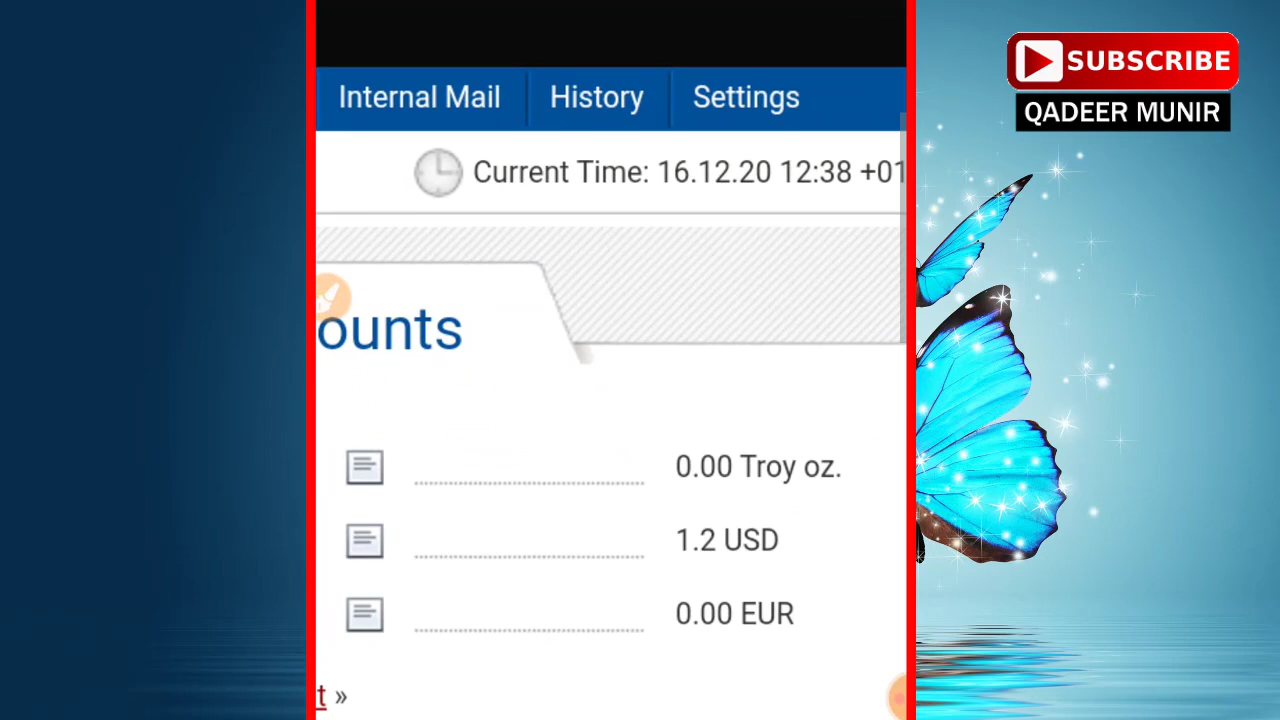 SUBSCRIBE
QADEER MUNIR
Internal Mail History Settings
Current Time: 16.12.20 12:38 +01
ounts
0.00 Troy oz.
1.2 USD
0.00 EUR
t »